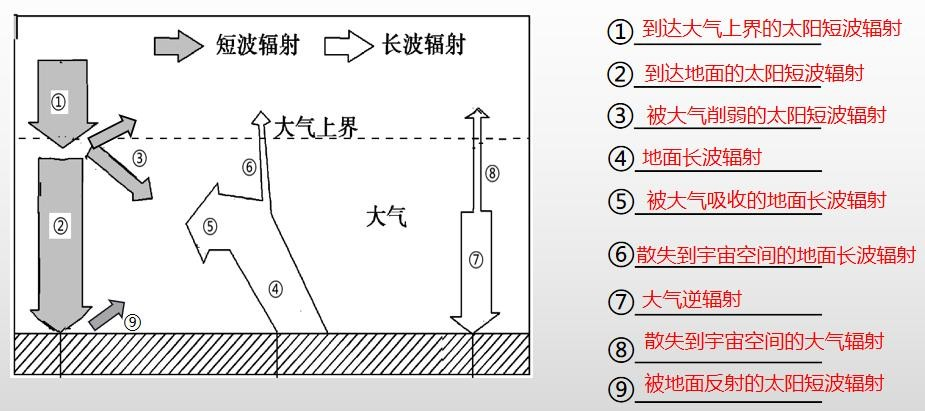 短波辐射 长波辐射
①
大气上界
③
⑥
⑧
②
⑤
大气
⑦
④
⑨
① 到达大气上界的太阳短波辐射
② 到达地面的太阳短波辐射
③ 被大气削弱的太阳短波辐射
④ 地面长波辐射
⑤ 被大气吸收的地面长波辐射
⑥ 散失到宇宙空间的地面长波辐射
⑦ 大气逆辐射
⑧ 散失到宇宙空间的大气辐射
⑨ 被地面反射的太阳短波辐射